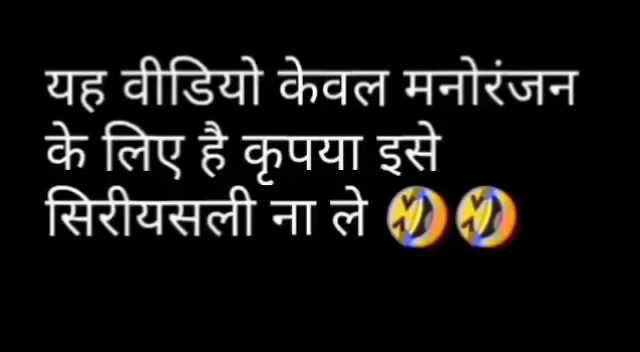 यह वीडियो केवल मनोरंजन
के लिए है कृपया इसे
सिरीयसली ना ले 🤣🤣